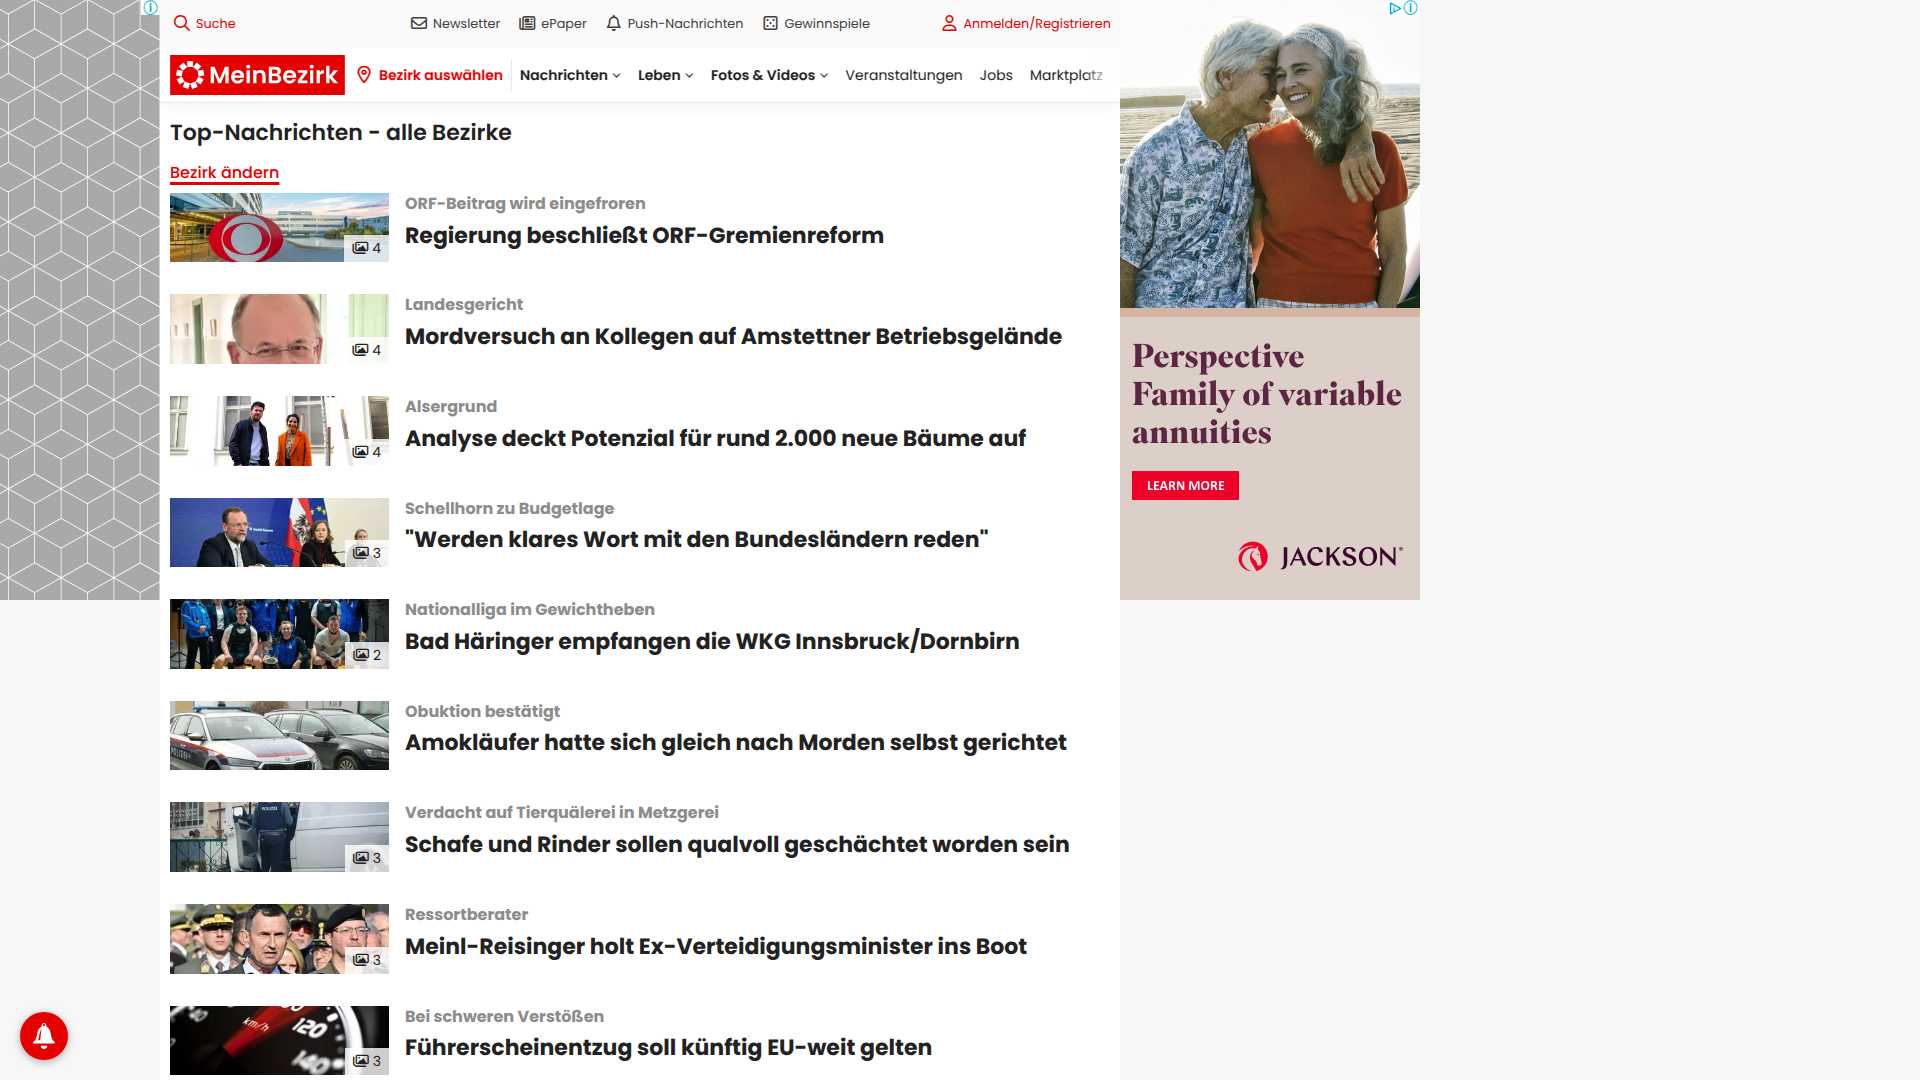 Suche
Newsletter
ePaper
Push-Nachrichten
Gewinnspiele
Anmelden/Registrieren
MeinBezirk
Bezirk auswählen
Nachrichten
Leben
Fotos & Videos
Veranstaltungen
Jobs
Marktplatz
Top-Nachrichten - alle Bezirke
Bezirk ändern
4
ORF-Beitrag wird eingefroren
Regierung beschließt ORF-Gremienreform
4
Landesgericht
Mordversuch an Kollegen auf Amstettner Betriebsgelände
4
Alsergrund
Analyse deckt Potenzial für rund 2.000 neue Bäume auf
3
Schellhorn zu Budgetlage
"Werden klares Wort mit den Bundesländern reden"
2
Nationalliga im Gewichtheben
Bad Häringer empfangen die WKG Innsbruck/Dornbirn
Obuktion bestätigt
Amokläufer hatte sich gleich nach Morden selbst gerichtet
3
Verdacht auf Tierquälerei in Metzgerei
Schafe und Rinder sollen qualvoll geschächtet worden sein
3
Ressortberater
Meinl-Reisinger holt Ex-Verteidigungsminister ins Boot
km/h
120
140
3
Bei schweren Verstößen
Führerscheinentzug soll künftig EU-weit gelten
Perspective
Family of variable
annuities
LEARN MORE
JACKSON®